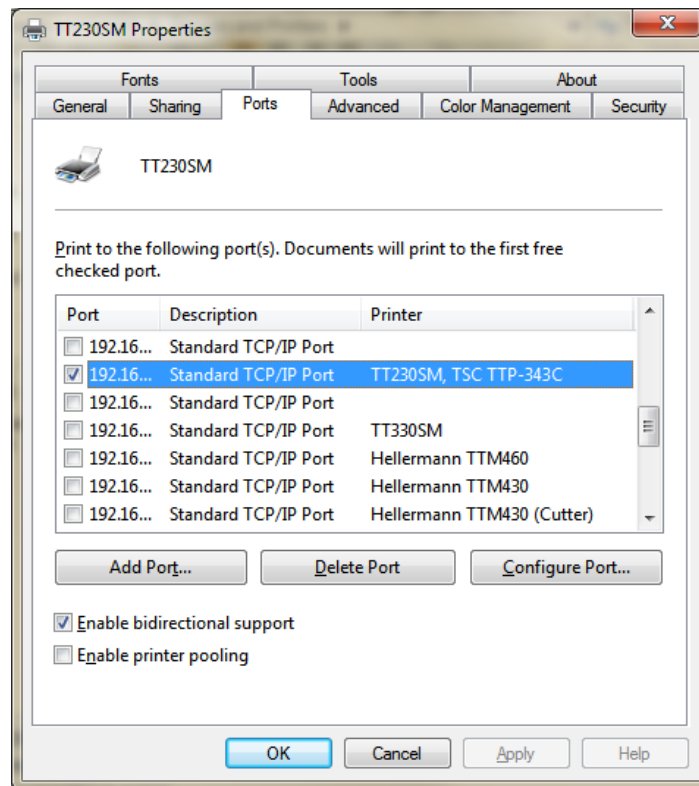 TT230SM Properties
Fonts Tools About
General Sharing Ports Advanced Color Management Security
TT230SM
Print to the following port(s). Documents will print to the first free
checked port.
Port Description Printer
192.16... Standard TCP/IP Port
192.16... Standard TCP/IP Port TT230SM, TSC TTP-343C
192.16... Standard TCP/IP Port
192.16... Standard TCP/IP Port TT330SM
192.16... Standard TCP/IP Port Hellermann TTM460
192.16... Standard TCP/IP Port Hellermann TTM430
192.16... Standard TCP/IP Port Hellermann TTM430 (Cutter)
Add Port... Delete Port Configure Port...
Enable bidirectional support
Enable printer pooling
OK Cancel Apply Help